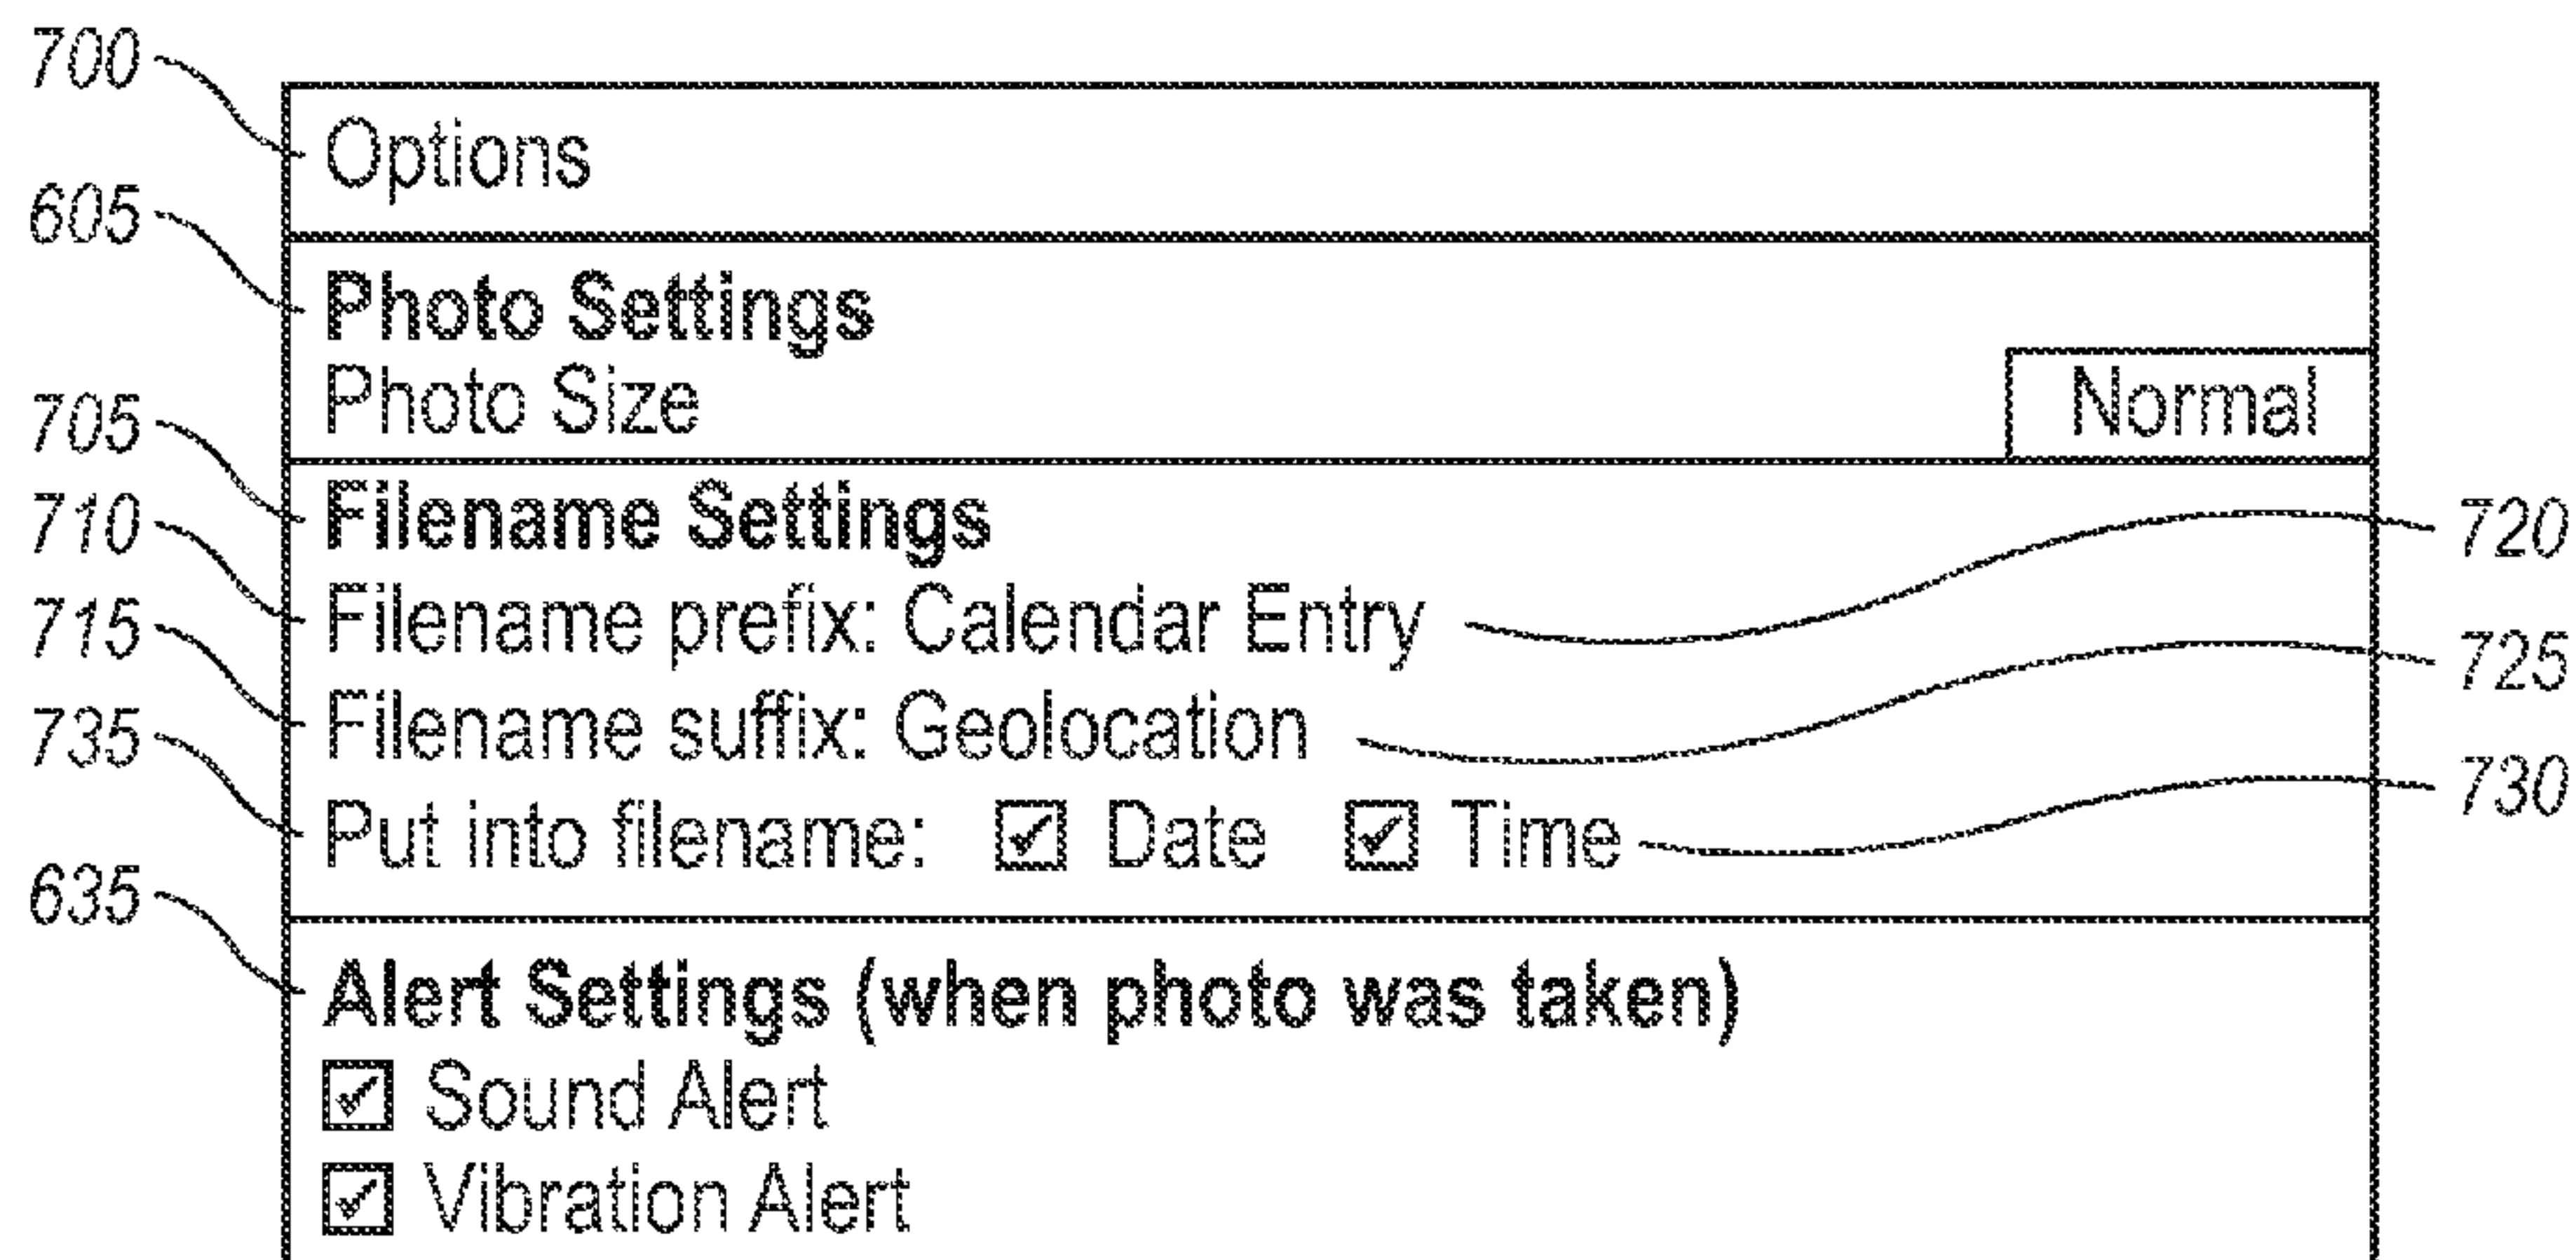 700
Options
605
Photo Settings
Photo Size Normal
705
Filename Settings
710
720
Filename prefix: Calendar Entry
715
725
Filename suffix: Geolocation
735
730
Put into filename: ☑ Date ☑ Time
635
Alert Settings (when photo was taken)
☑ Sound Alert
☑ Vibration Alert